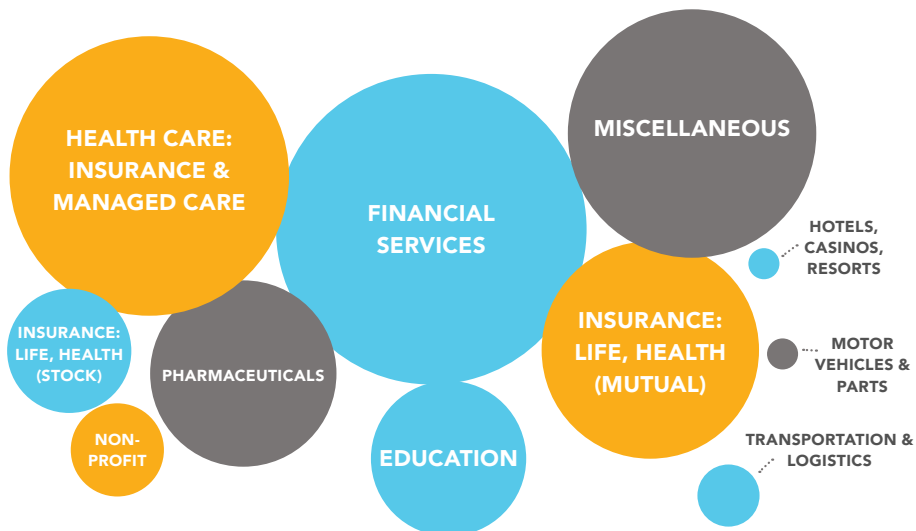 HEALTH CARE:
INSURANCE &
MANAGED CARE
FINANCIAL
SERVICES
MISCELLANEOUS
HOTELS,
CASINOS,
RESORTS
INSURANCE:
LIFE, HEALTH
(STOCK)
PHARMACEUTICALS
INSURANCE:
LIFE, HEALTH
(MUTUAL)
MOTOR
VEHICLES &
PARTS
NON-
PROFIT
EDUCATION
TRANSPORTATION &
LOGISTICS